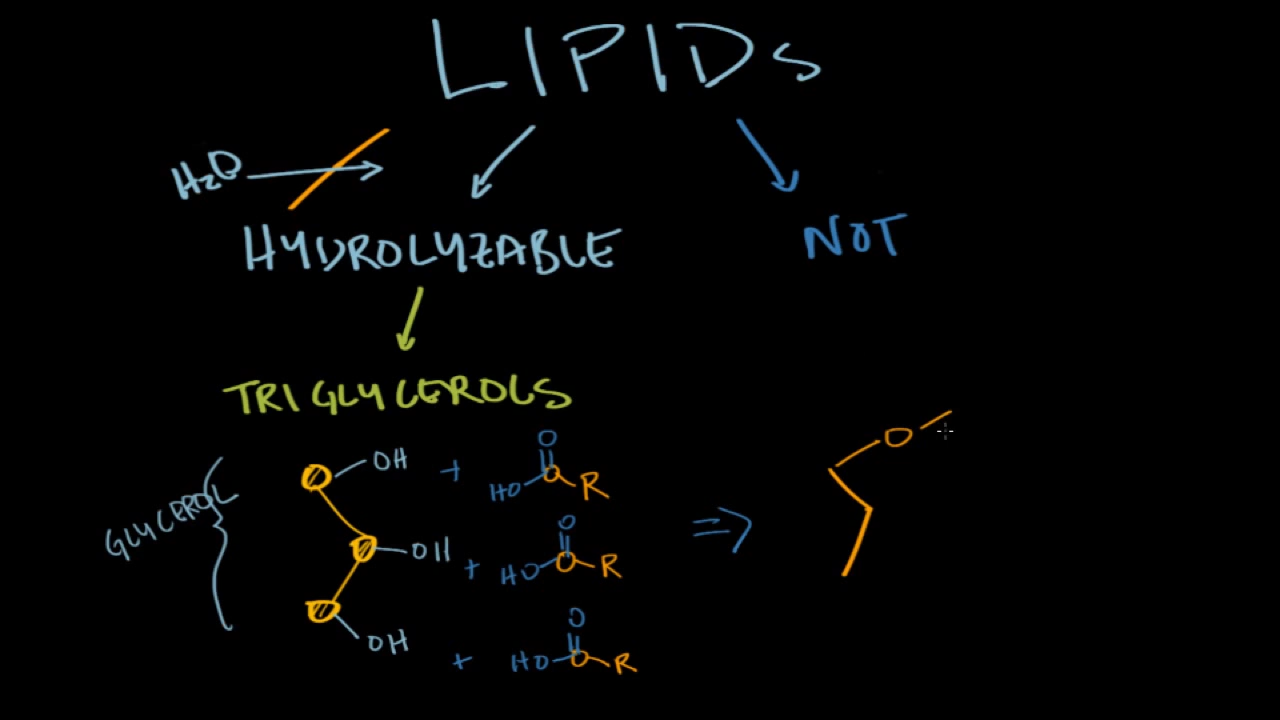 LIPIDs
H₂O
HYDROLYZABLE
NOT
TRIGLYCEROLS
GLYCEROL
OH + HO O R
OH + HO O R
OH + HO O R
⇒
O